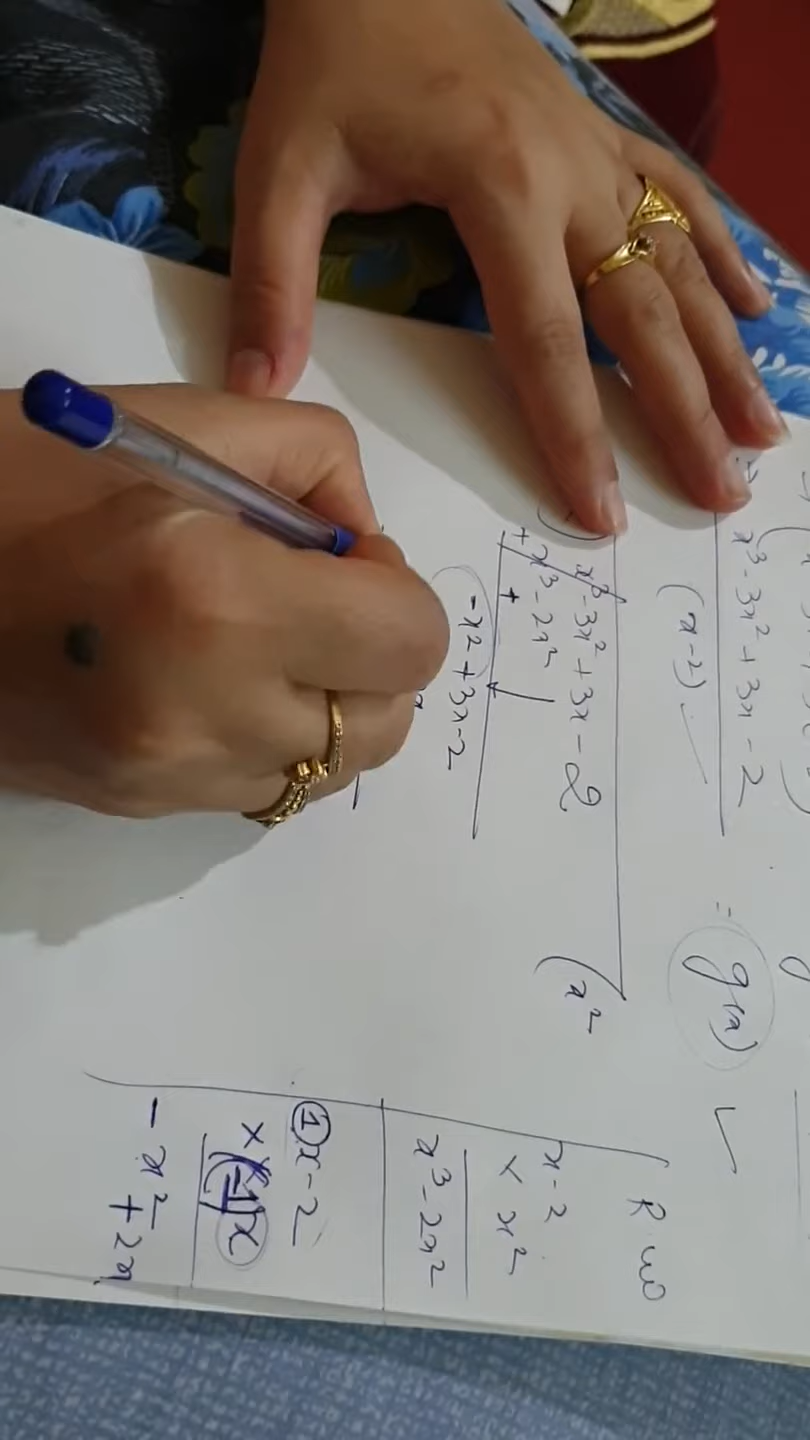 x³ - 3x² + 3x - 2
(x - 2)
= g(x)
x³ - 3x² + 3x - 2 ( x²
x³ - 2x²
+
-x² + 3x - 2
R.w
x - 2
× x²
x³ - 2x²
① x - 2
× (-1)x
- x² + 2x